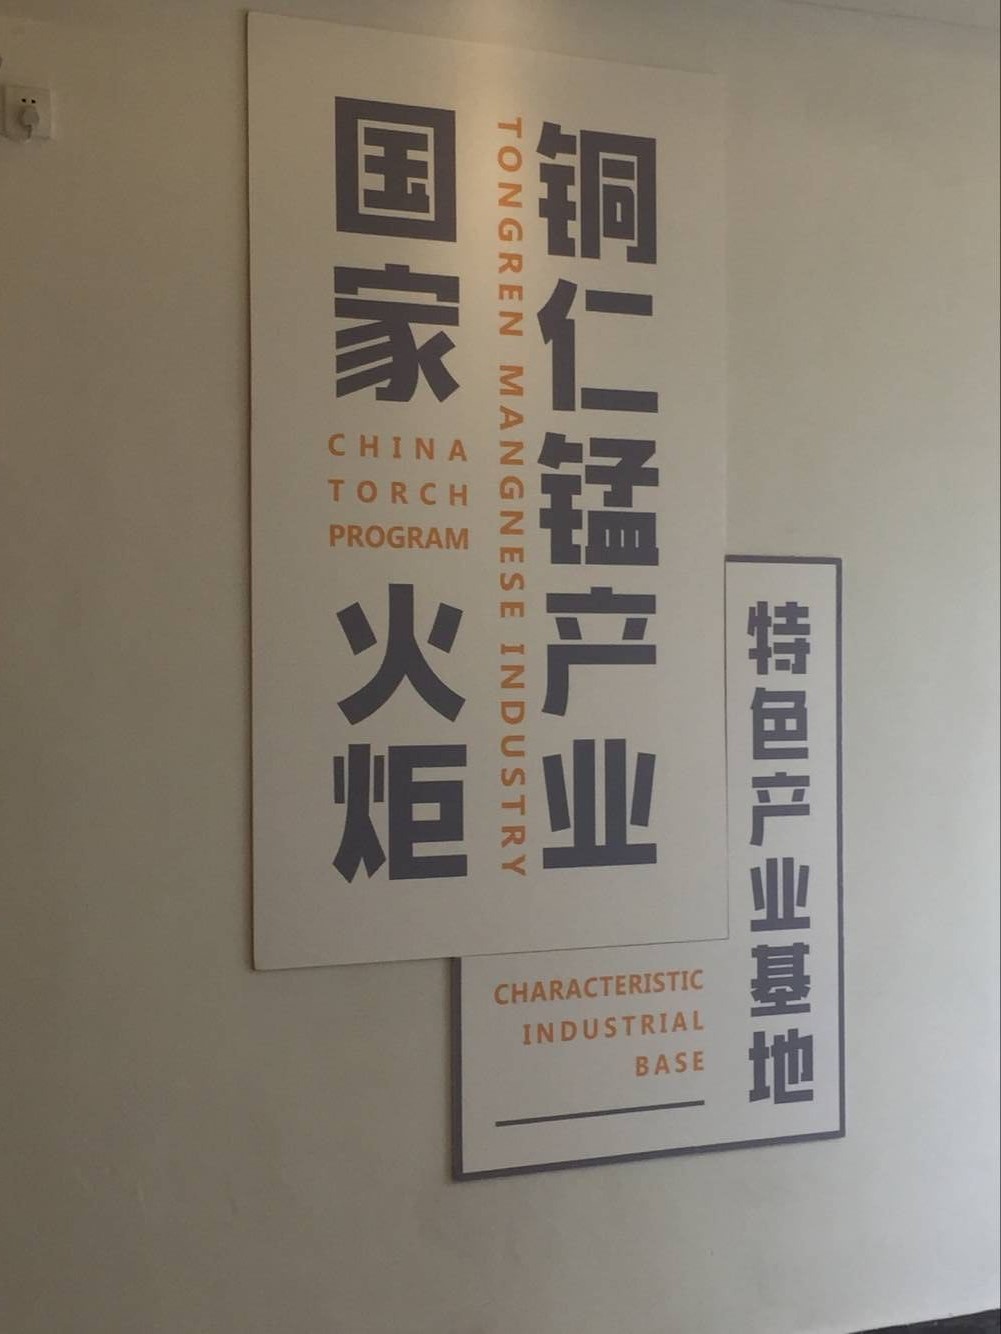 国家
CHINA
TORCH
PROGRAM
火炬
TONGREN MANGNESE INDUSTRY
铜仁锰产业
特色产业基地
CHARACTERISTIC
INDUSTRIAL
BASE